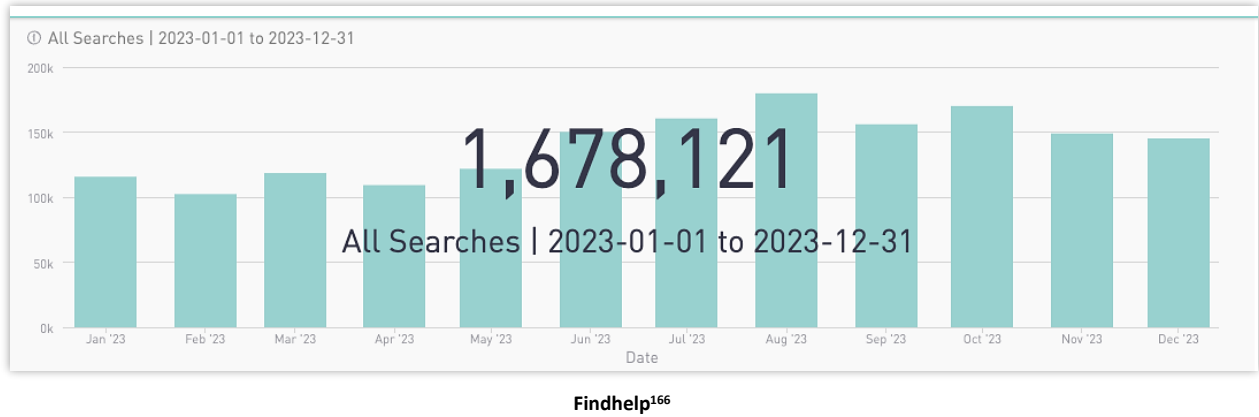 All Searches | 2023-01-01 to 2023-12-31
200k
150k
100k
50k
0k
1,678,121
All Searches | 2023-01-01 to 2023-12-31
Jan '23 Feb '23 Mar '23 Apr '23 May '23 Jun '23 Jul '23 Aug '23 Sep '23 Oct '23 Nov '23 Dec '23
Date
Findhelp166